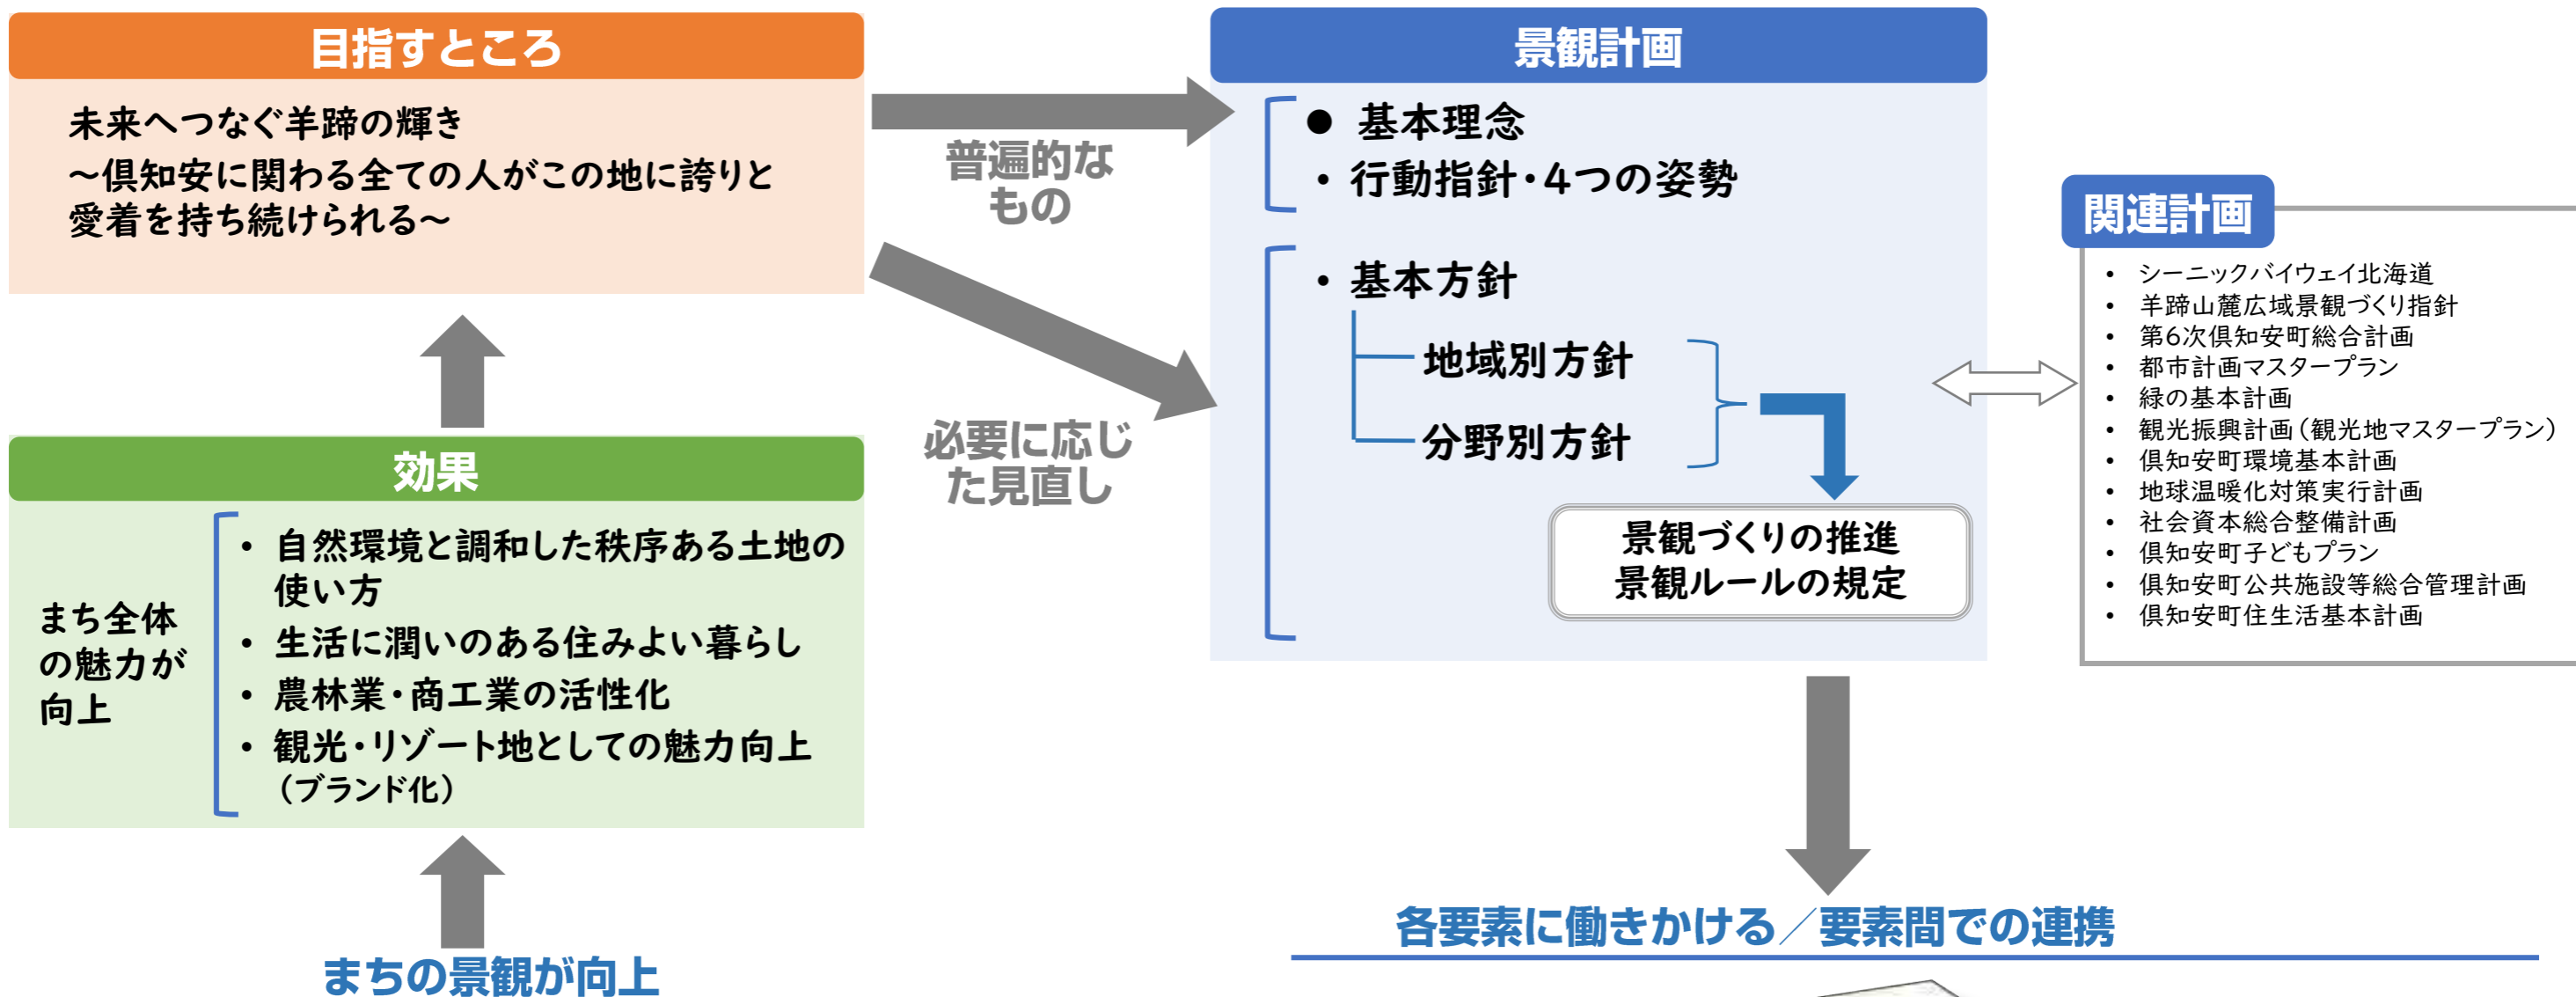 目指すところ
未来へつなぐ羊蹄の輝き
～倶知安に関わる全ての人がこの地に誇りと
愛着を持ち続けられる～
効果
まち全体
の魅力が
向上
• 自然環境と調和した秩序ある土地の
使い方
• 生活に潤いのある住みよい暮らし
• 農林業・商工業の活性化
• 観光・リゾート地としての魅力向上
（ブランド化）
まちの景観が向上
普遍的な
もの
必要に応じ
た見直し
景観計画
● 基本理念
• 行動指針・4つの姿勢
• 基本方針
地域別方針
分野別方針
景観づくりの推進
景観ルールの規定
関連計画
• シーニックバイウェイ北海道
• 羊蹄山麓広域景観づくり指針
• 第6次倶知安町総合計画
• 都市計画マスタープラン
• 緑の基本計画
• 観光振興計画（観光地マスタープラン）
• 倶知安町環境基本計画
• 地球温暖化対策実行計画
• 社会資本総合整備計画
• 倶知安町子どもプラン
• 倶知安町公共施設等総合管理計画
• 倶知安町住生活基本計画
各要素に働きかける／要素間での連携